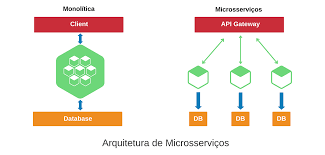 Monolítica
Client
Database
Microsserviços
API Gateway
DB
DB
DB
Arquitetura de Microsserviços